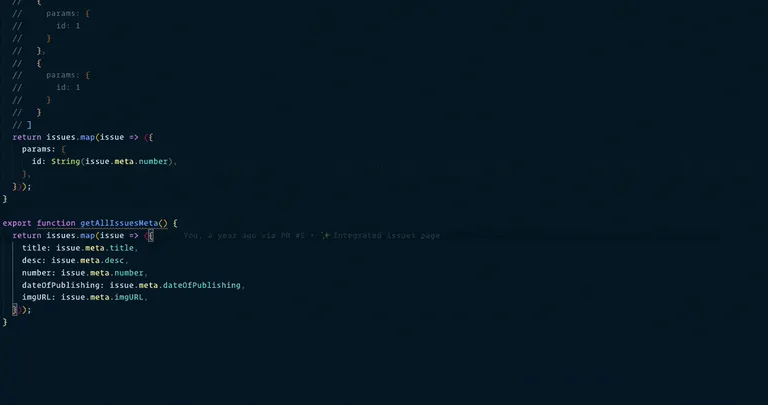 //   {
//     params: {
//       id: 1
//     }
//   },
//   {
//     params: {
//       id: 1
//     }
//   }
// ]
return issues.map(issue => ({
params: {
id: String(issue.meta.number),
},
}));
}
export function getAllIssuesMeta() {
return issues.map(issue => ({ You, a year ago via PR #5 • ✨ Integrated issues page
title: issue.meta.title,
desc: issue.meta.desc,
number: issue.meta.number,
dateOfPublishing: issue.meta.dateOfPublishing,
imgURL: issue.meta.imgURL,
}));
}